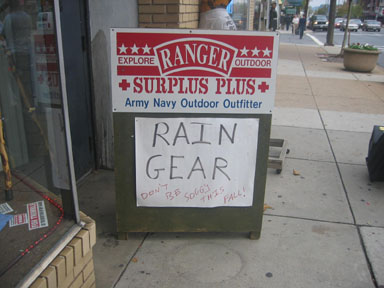 RANGER
EXPLORE OUTDOOR
SURPLUS PLUS
Army Navy Outdoor Outfitter
RAIN
GEAR
DON'T BE SOGGY
THIS FALL!